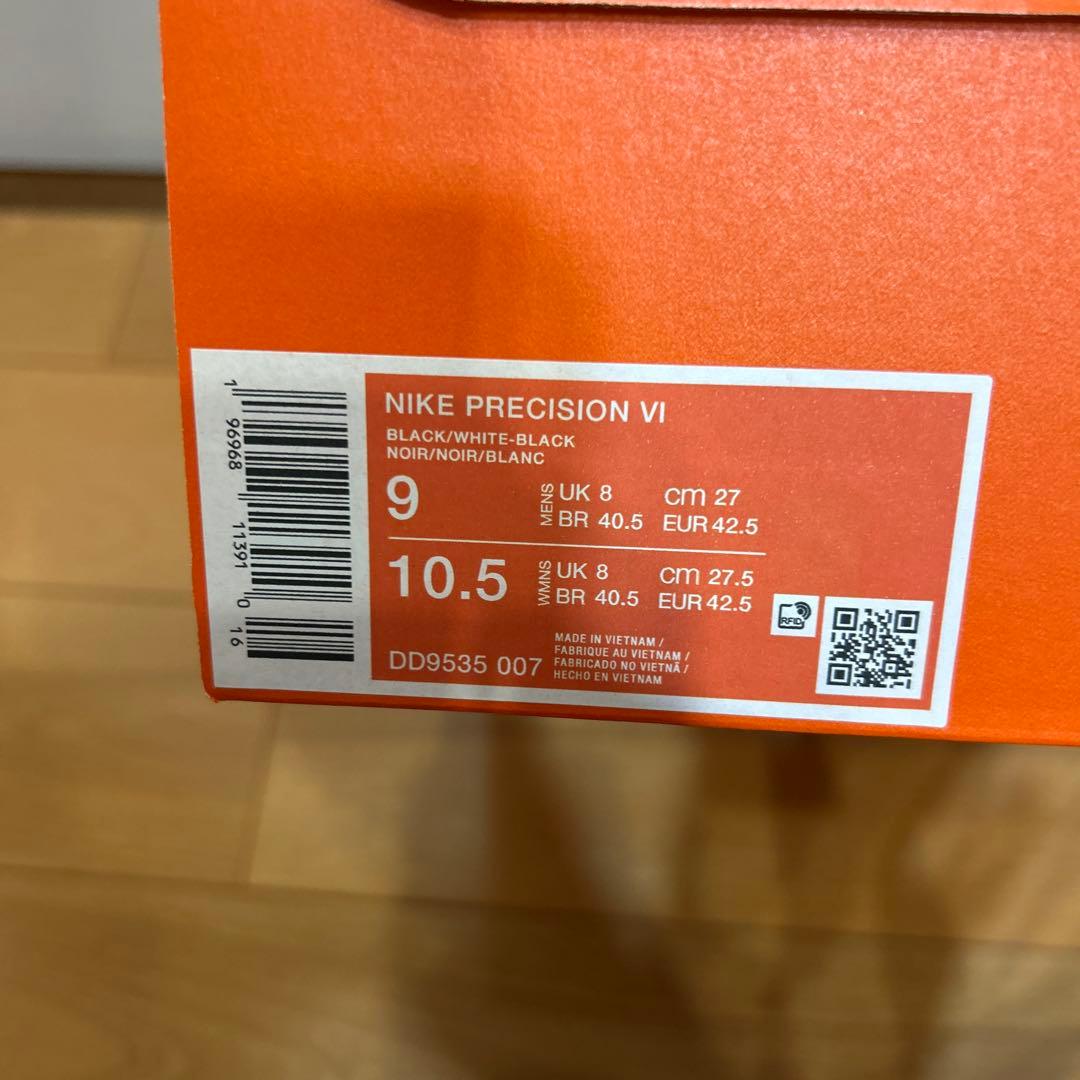 NIKE PRECISION VI
BLACK/WHITE-BLACK
NOIR/NOIR/BLANC
9
MENS
UK 8 cm 27
BR 40.5 EUR 42.5
10.5
WMNS
UK 8 cm 27.5
BR 40.5 EUR 42.5
DD9535 007
MADE IN VIETNAM /
FABRIQUE AU VIETNAM /
FABRICADO NO VIETNÃ /
HECHO EN VIETNAM
RFID
1 96968 11391 0 16